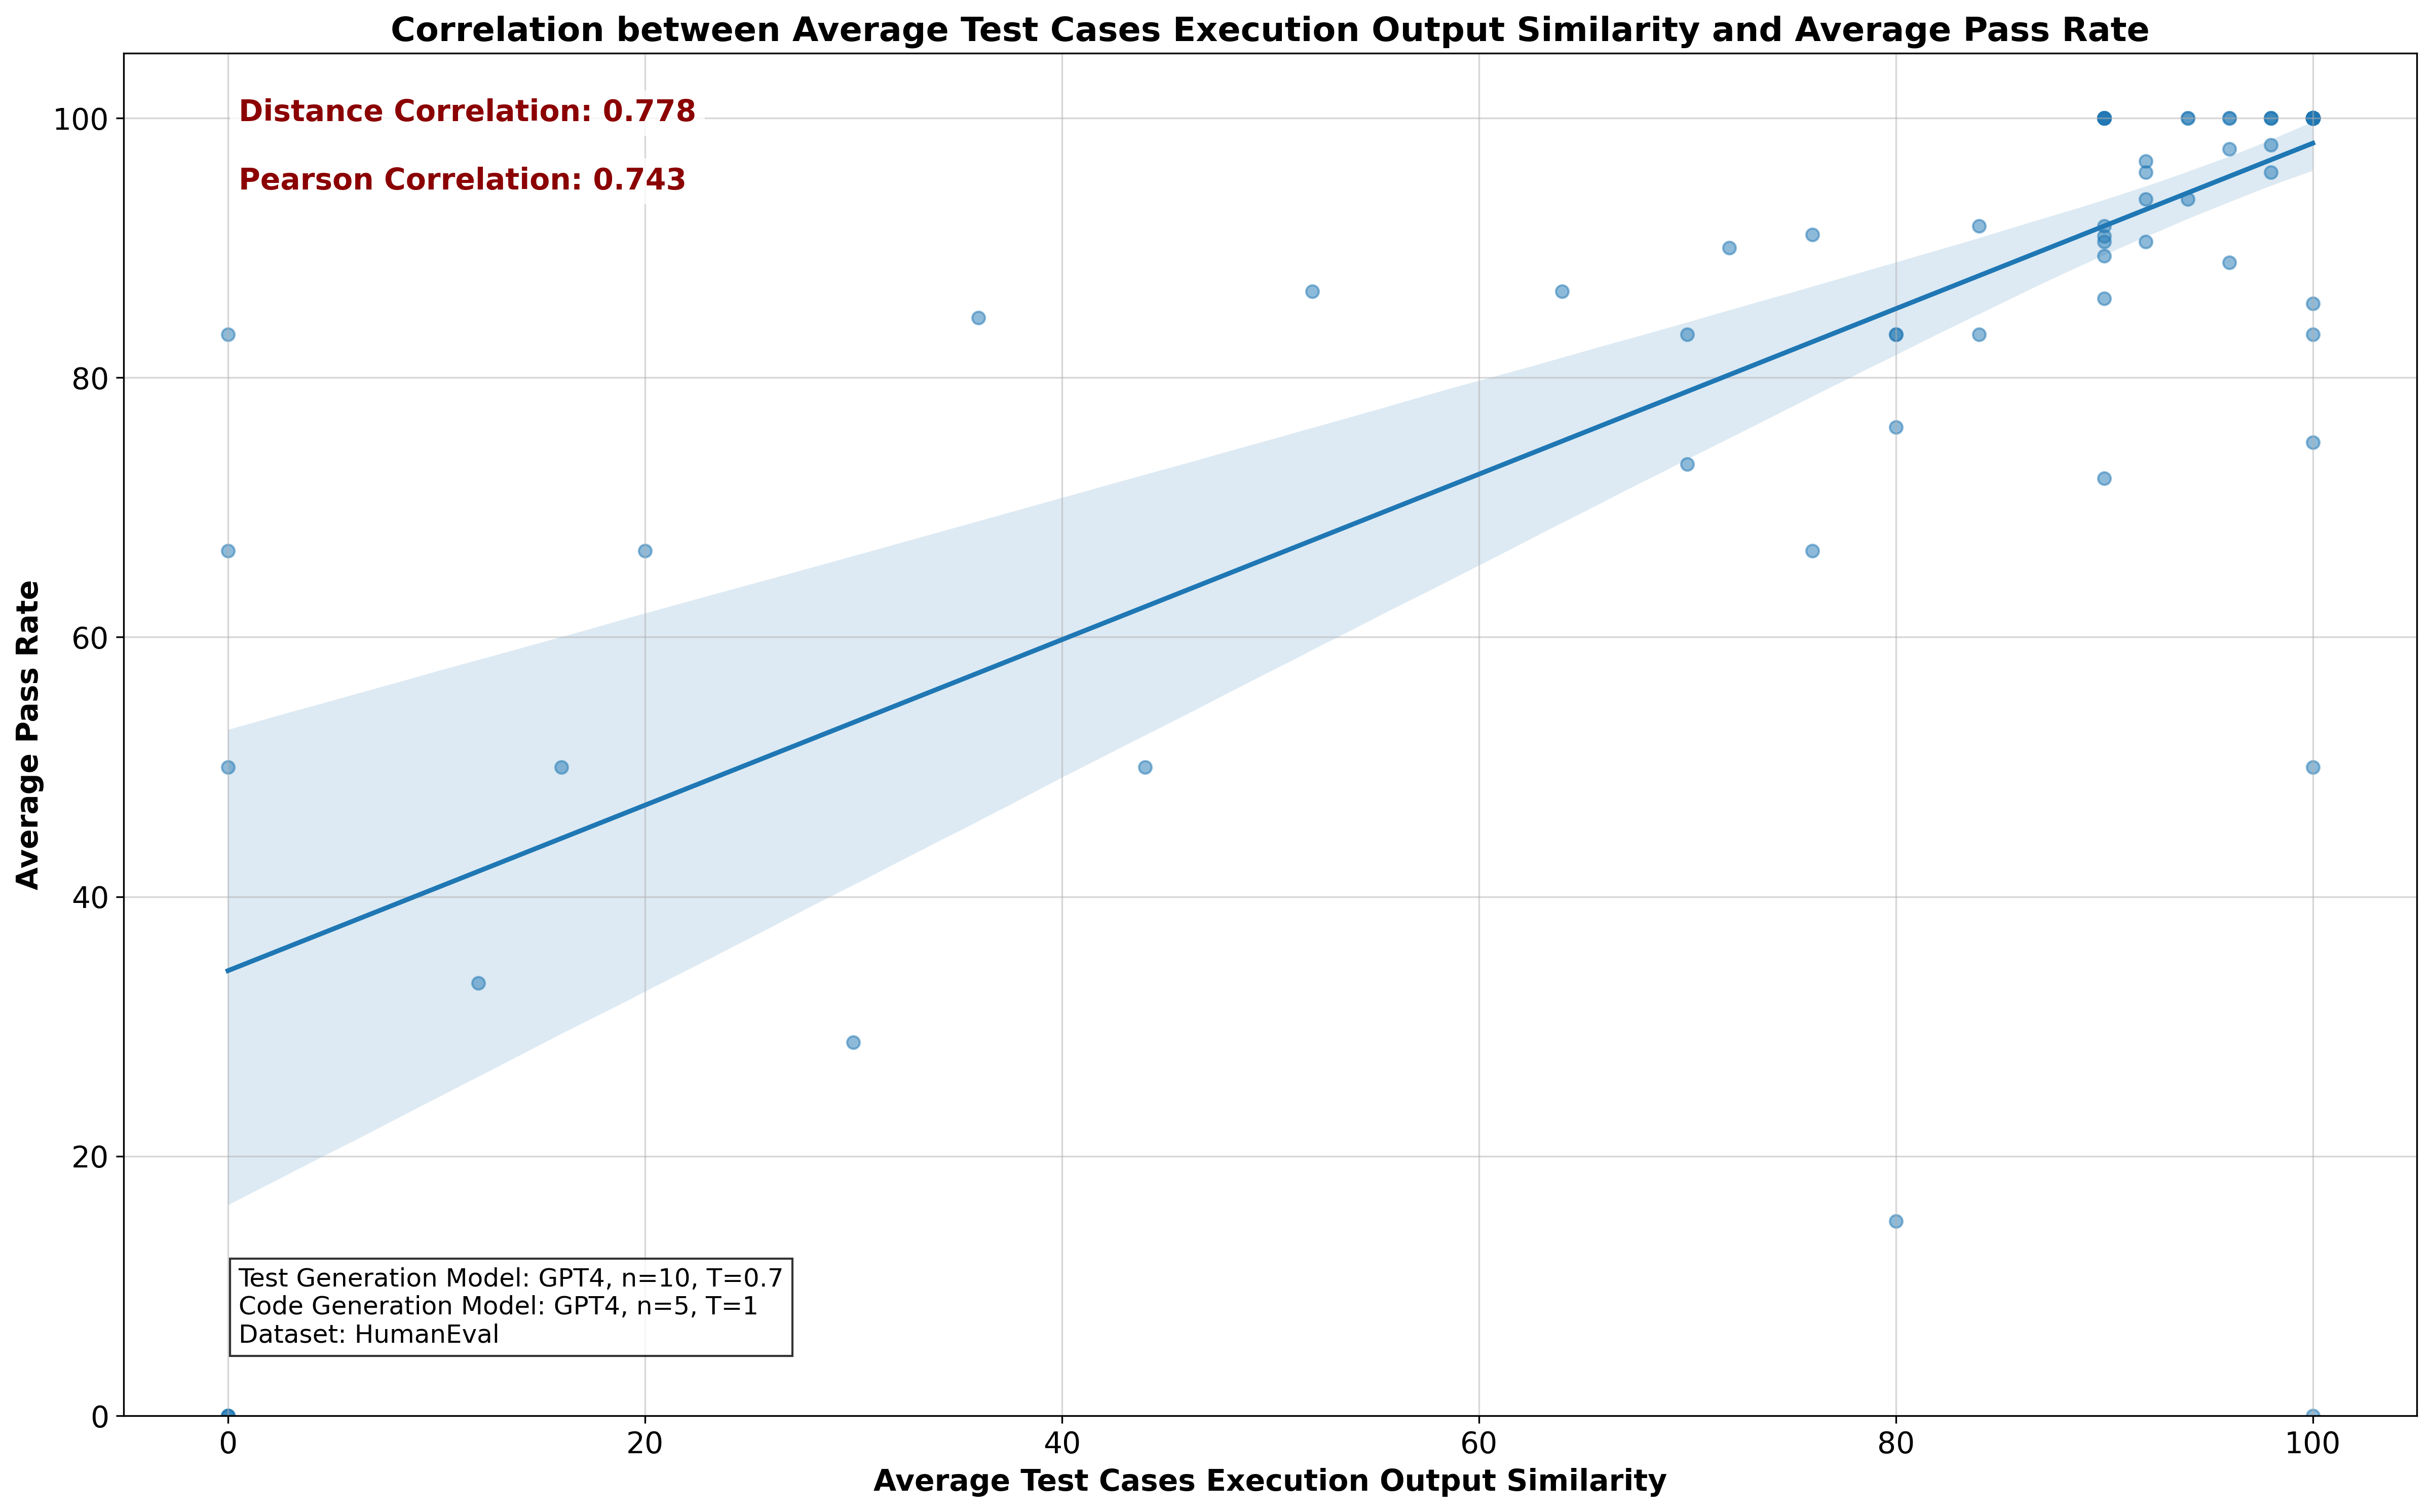 Correlation between Average Test Cases Execution Output Similarity and Average Pass Rate
Distance Correlation: 0.778
Pearson Correlation: 0.743
Average Pass Rate
100
80
60
40
20
0
Test Generation Model: GPT4, n=10, T=0.7
Code Generation Model: GPT4, n=5, T=1
Dataset: HumanEval
0 20 40 60 80 100
Average Test Cases Execution Output Similarity